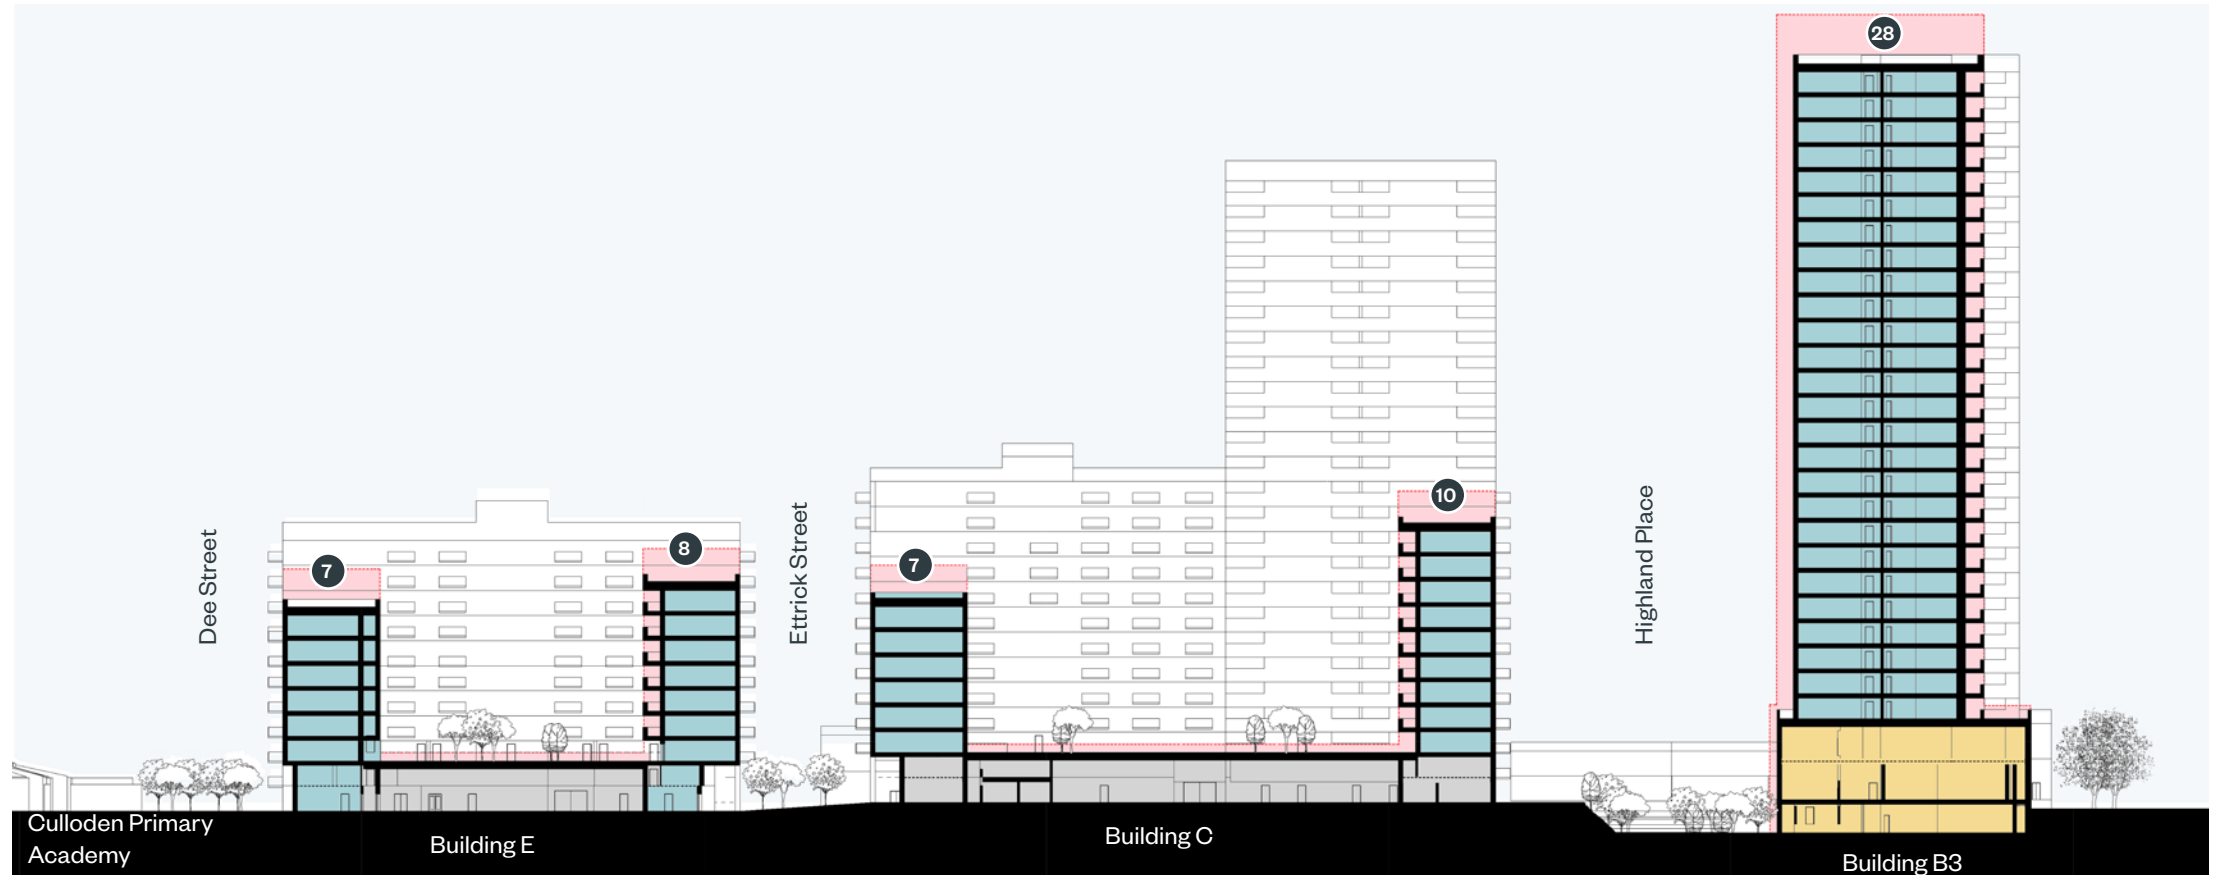 28
10
7
8
7
Dee Street
Ettrick Street
Highland Place
Culloden Primary
Academy
Building E
Building C
Building B3